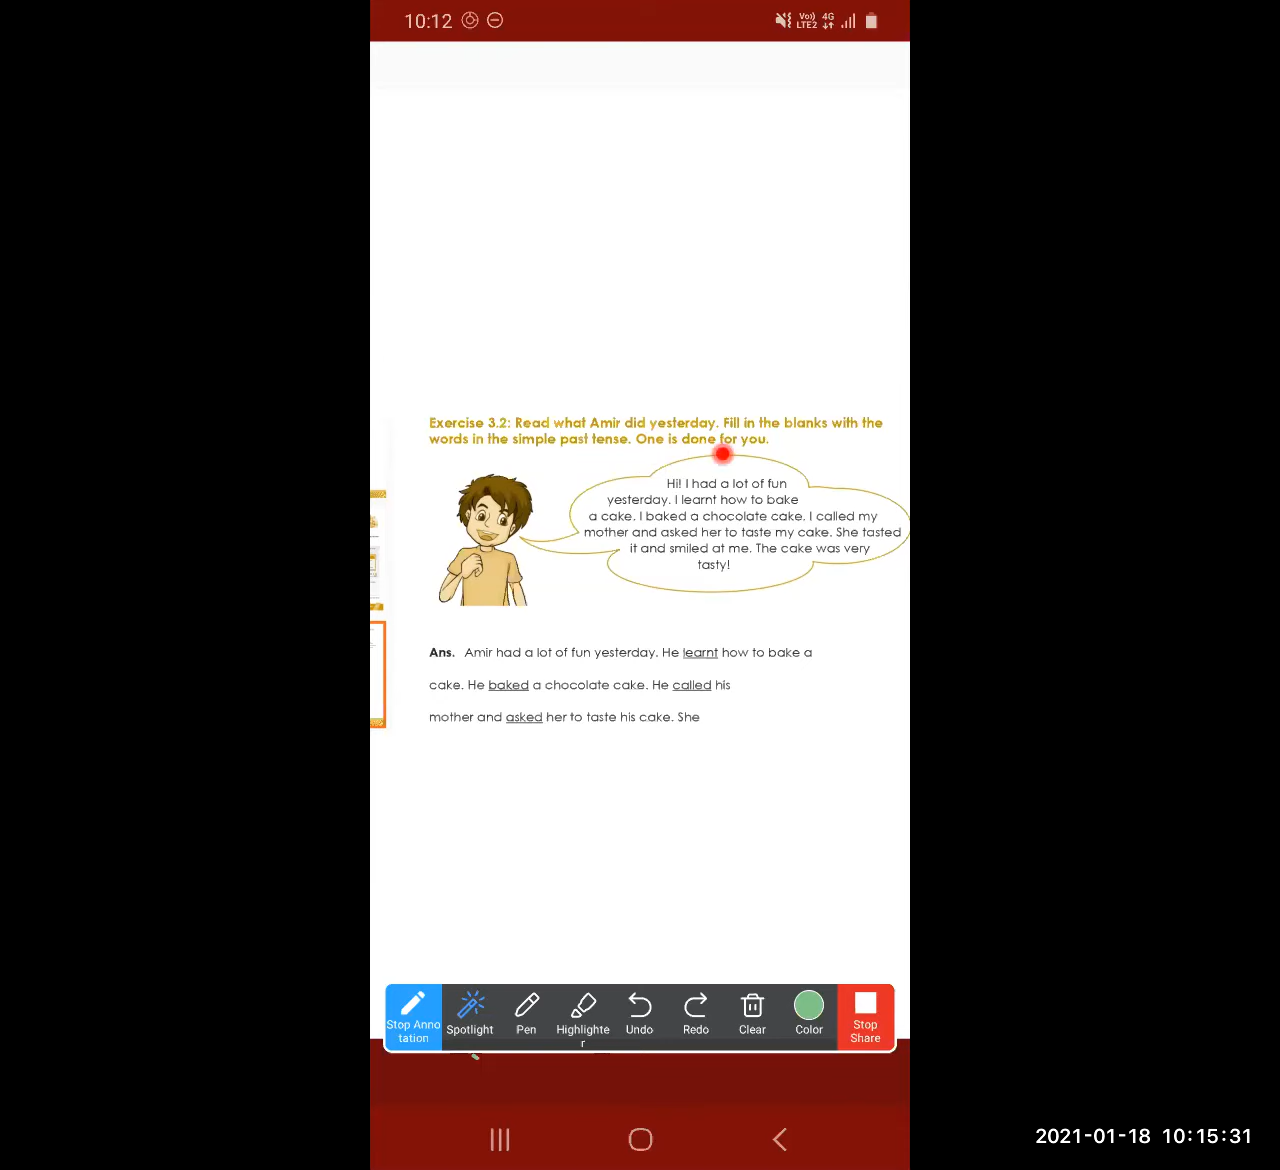 10:12
Vo)) 4G
LTE2
Exercise 3.2: Read what Amir did yesterday. Fill in the blanks with the
words in the simple past tense. One is done for you.
Hi! I had a lot of fun
yesterday. I learnt how to bake
a cake. I baked a chocolate cake. I called my
mother and asked her to taste my cake. She tasted
it and smiled at me. The cake was very
tasty!
Ans. Amir had a lot of fun yesterday. He learnt how to bake a
cake. He baked a chocolate cake. He called his
mother and asked her to taste his cake. She
Stop Anno
tation
Spotlight
Pen
Highlighte
r
Undo
Redo
Clear
Color
Stop
Share
2021-01-18 10:15:31